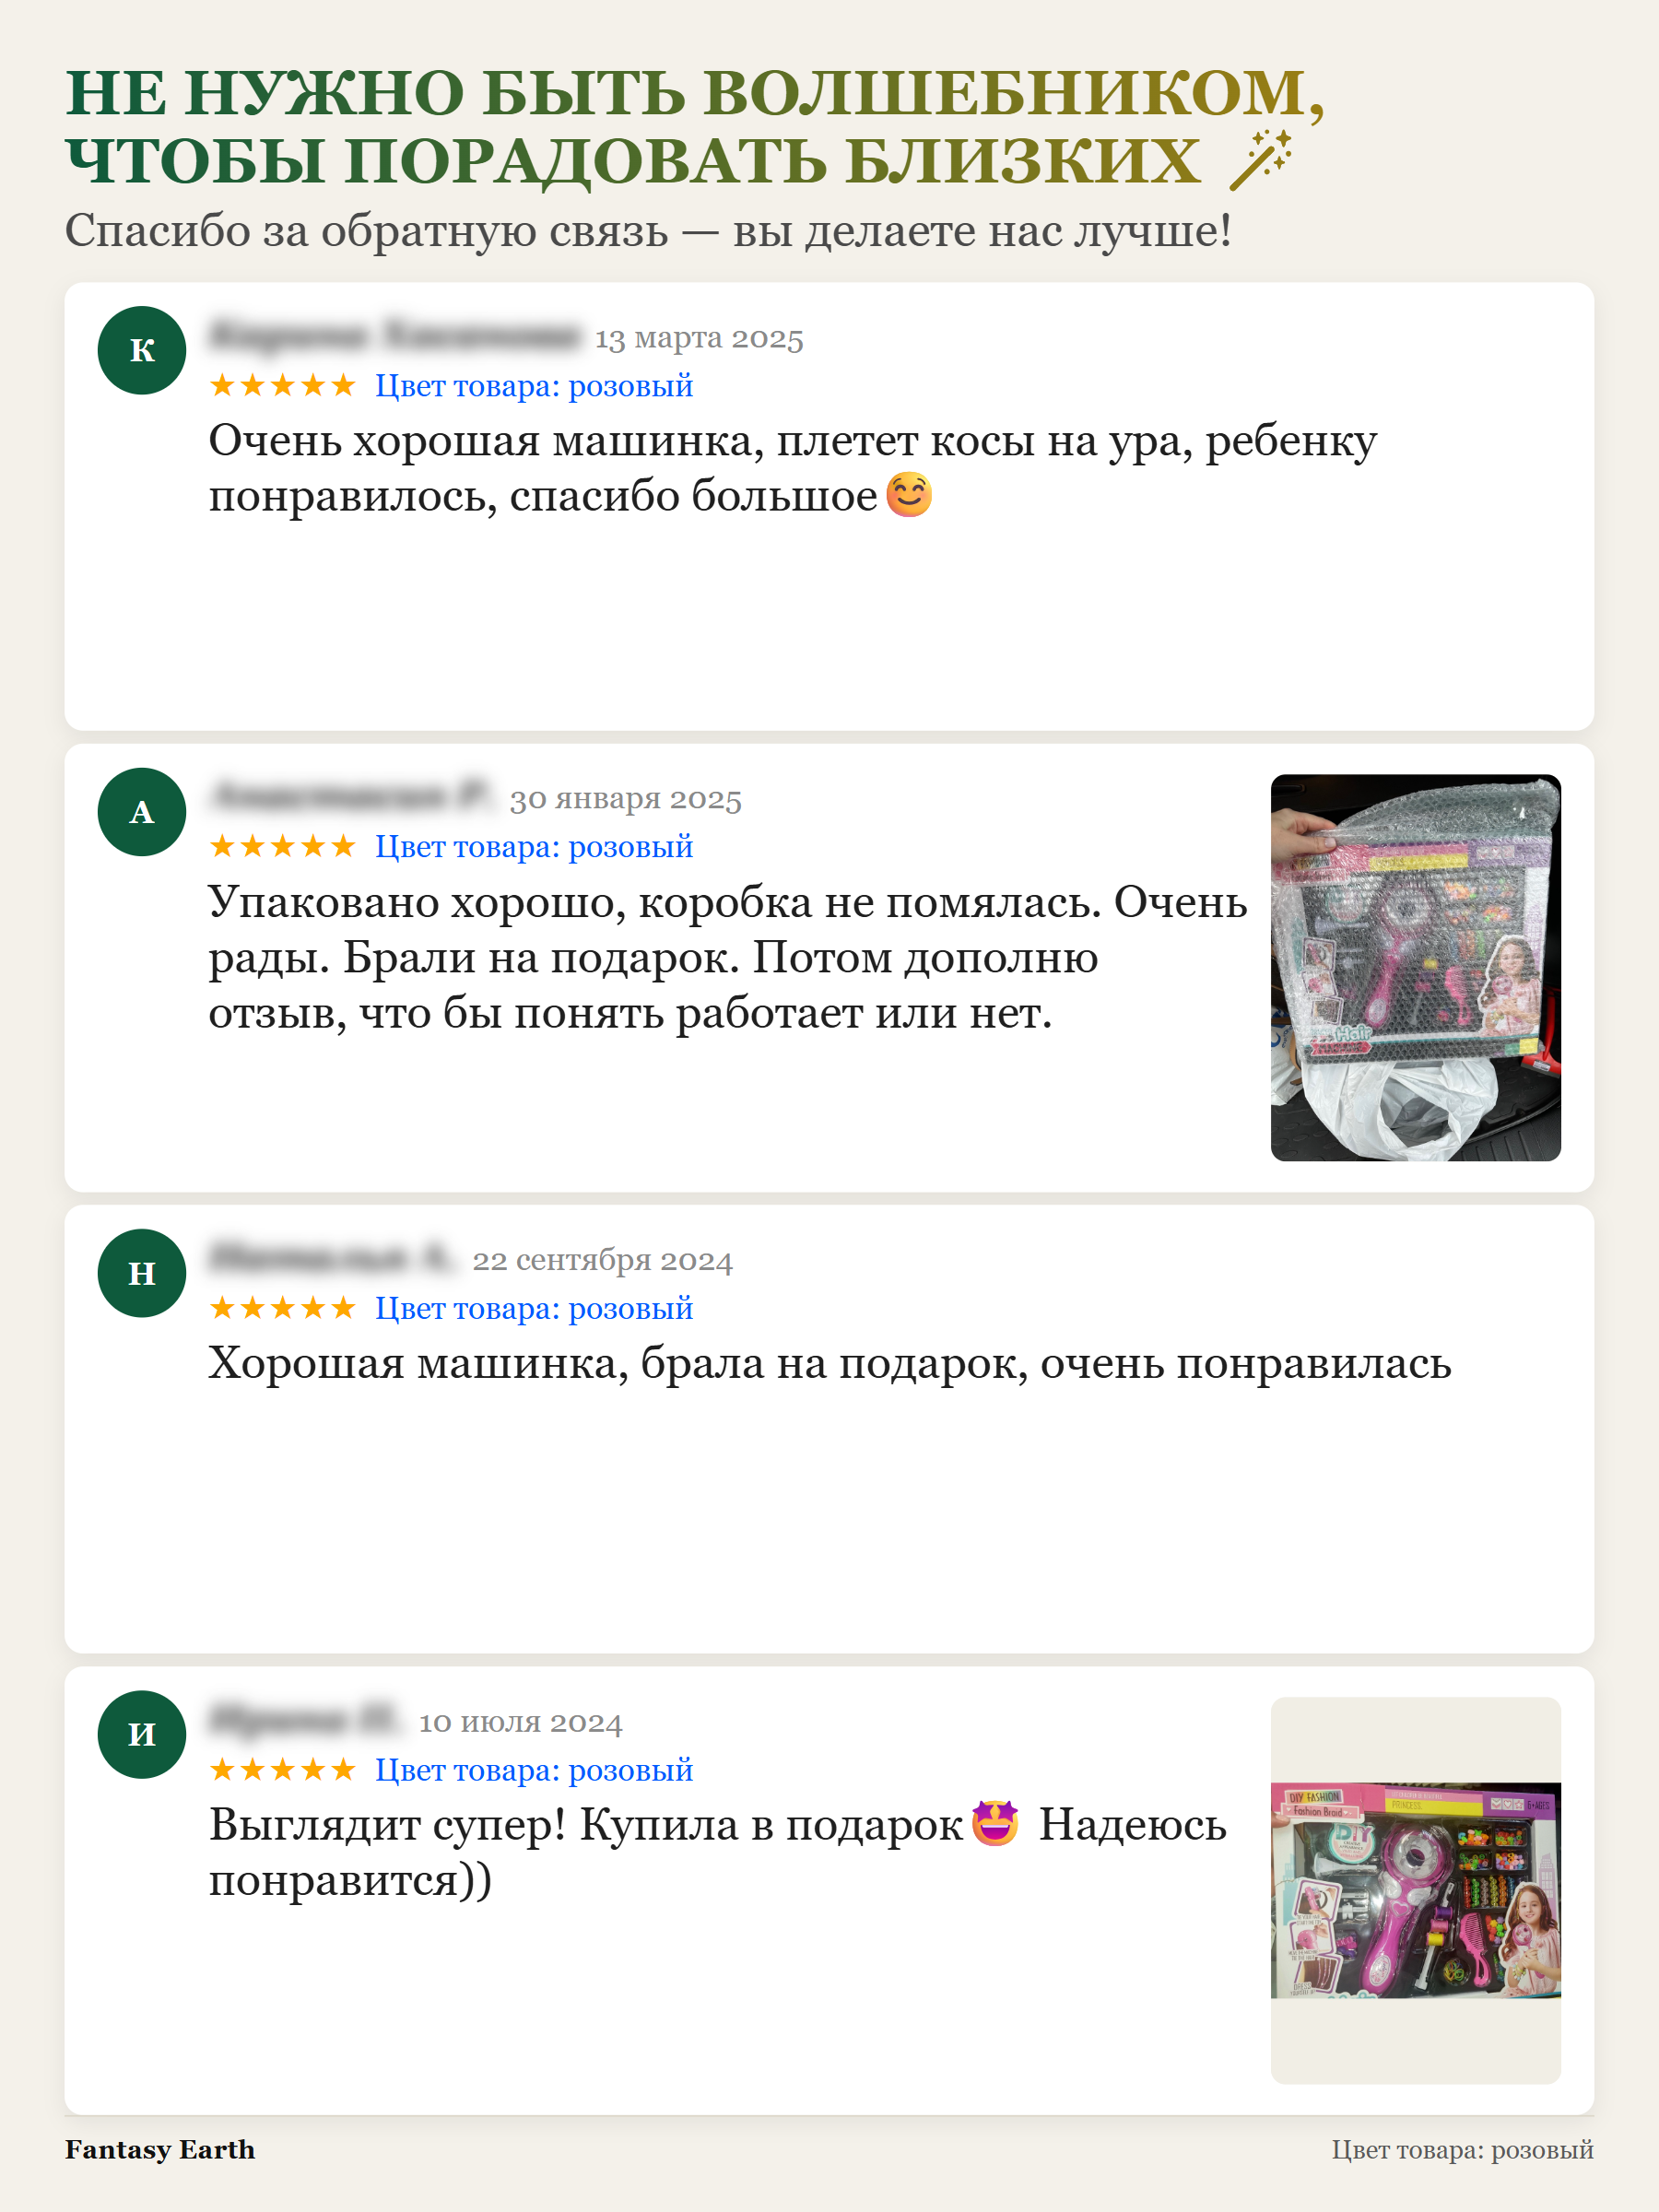 НЕ НУЖНО БЫТЬ ВОЛШЕБНИКОМ,
ЧТОБЫ ПОРАДОВАТЬ БЛИЗКИХ
Спасибо за обратную связь — вы делаете нас лучше!
К
13 марта 2025
★★★★★ Цвет товара: розовый
Очень хорошая машинка, плетет косы на ура, ребенку
понравилось, спасибо большое😊
А
30 января 2025
★★★★★ Цвет товара: розовый
Упаковано хорошо, коробка не помялась. Очень
рады. Брали на подарок. Потом дополню
отзыв, что бы понять работает или нет.
Hair
Н
22 сентября 2024
★★★★★ Цвет товара: розовый
Хорошая машинка, брала на подарок, очень понравилась
И
10 июля 2024
★★★★★ Цвет товара: розовый
Выглядит супер! Купила в подарок🤩 Надеюсь
понравится))
DIY FASHION
Fashion Braid
PRINCESS
6+AGES
DIY
Fantasy Earth
Цвет товара: розовый